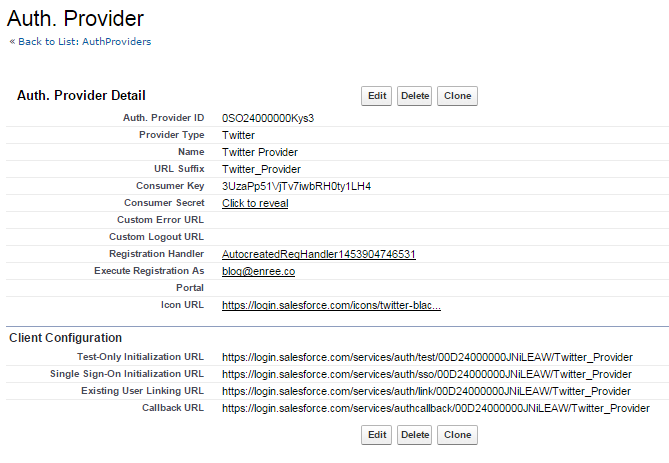 Auth. Provider
« Back to List: AuthProviders
Auth. Provider Detail Edit Delete Clone
Auth. Provider ID 0SO24000000Kys3
Provider Type Twitter
Name Twitter Provider
URL Suffix Twitter_Provider
Consumer Key 3UzaPp51VjTv7iwbRH0ty1LH4
Consumer Secret Click to reveal
Custom Error URL
Custom Logout URL
Registration Handler AutocreatedRegHandler1453904746531
Execute Registration As blog@enree.co
Portal
Icon URL https://login.salesforce.com/icons/twitter-blac...
Client Configuration
Test-Only Initialization URL https://login.salesforce.com/services/auth/test/00D24000000JNiLEAW/Twitter_Provider
Single Sign-On Initialization URL https://login.salesforce.com/services/auth/sso/00D24000000JNiLEAW/Twitter_Provider
Existing User Linking URL https://login.salesforce.com/services/auth/link/00D24000000JNiLEAW/Twitter_Provider
Callback URL https://login.salesforce.com/services/authcallback/00D24000000JNiLEAW/Twitter_Provider
Edit Delete Clone